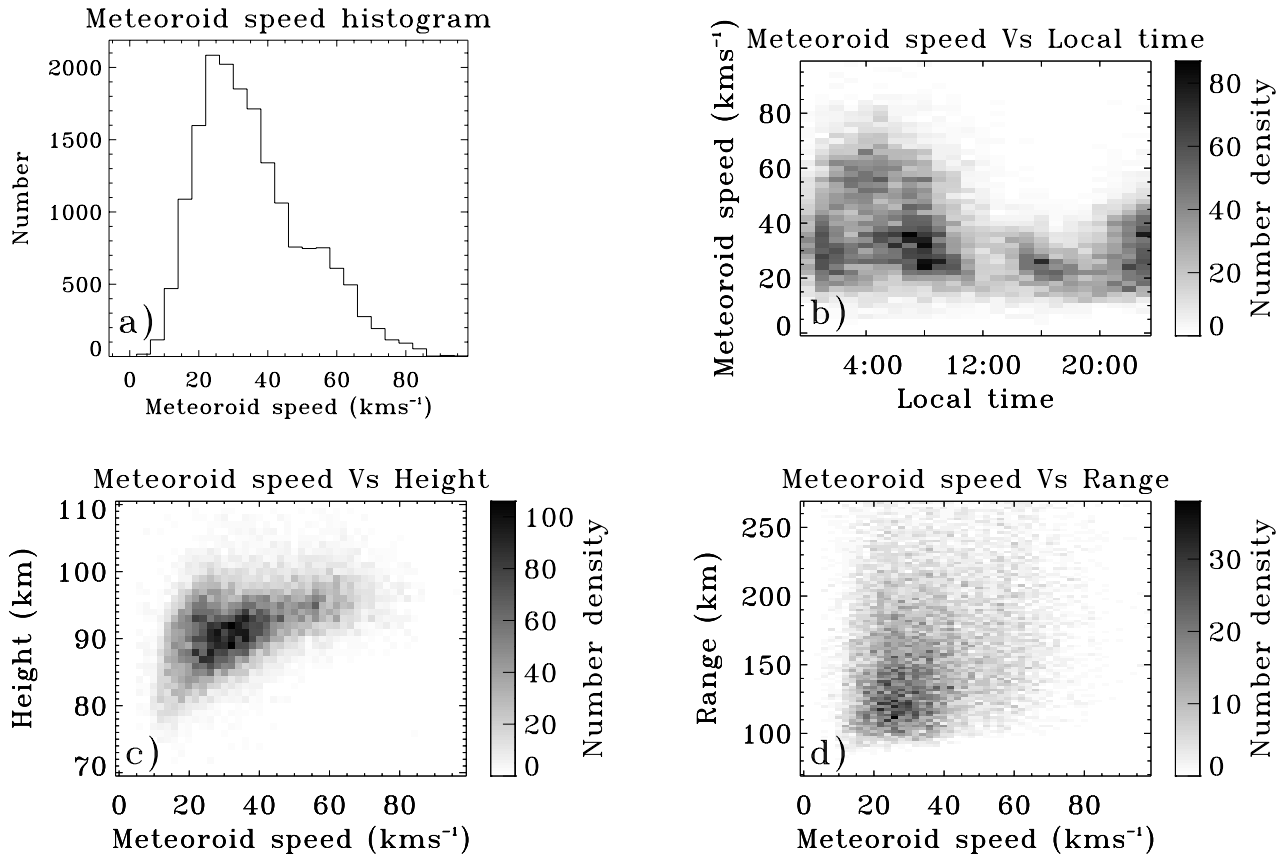 Meteoroid speed histogram
2000
1500
1000
500
0
Number
a)
0 20 40 60 80
Meteoroid speed (kms⁻¹)
Meteoroid speed Vs Local time
80
60
40
20
0
Meteoroid speed (kms⁻¹)
b)
4:00 12:00 20:00
Local time
80
60
40
20
0
Number density
Meteoroid speed Vs Height
110
100
90
80
70
Height (km)
c)
0 20 40 60 80
Meteoroid speed (kms⁻¹)
100
80
60
40
20
0
Number density
Meteoroid speed Vs Range
250
200
150
100
Range (km)
d)
0 20 40 60 80
Meteoroid speed (kms⁻¹)
30
20
10
0
Number density